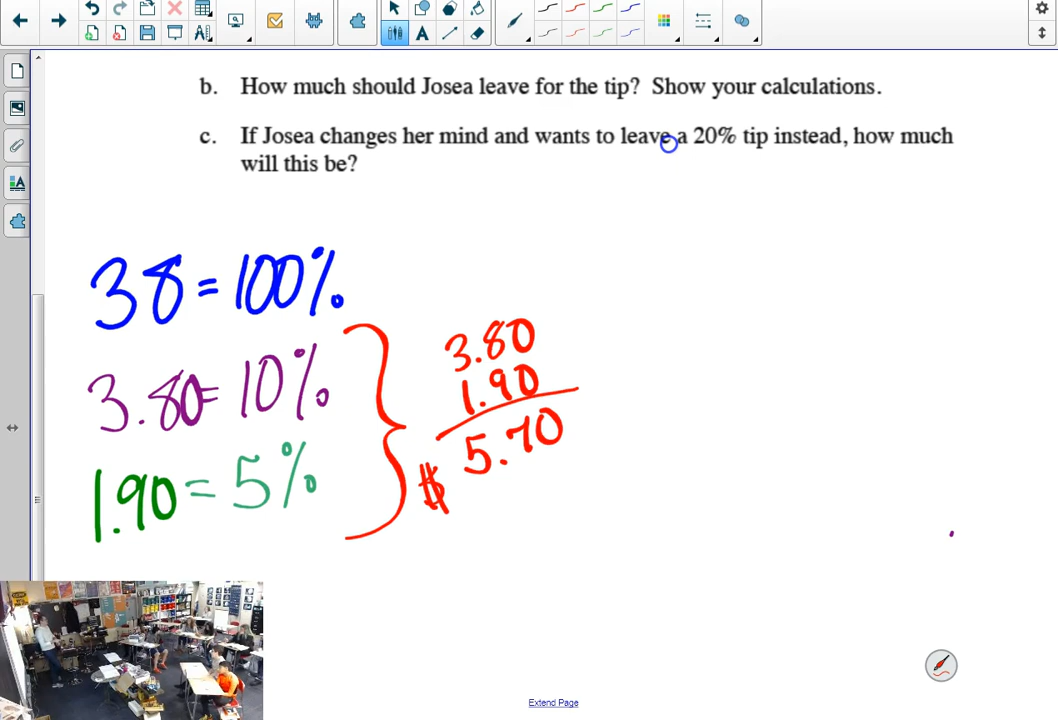 b. How much should Josea leave for the tip? Show your calculations.
c. If Josea changes her mind and wants to leave a 20% tip instead, how much
will this be?
38 = 100%
3.80 = 10%
1.90 = 5%
3.80
1.90
$ 5.70
Extend Page